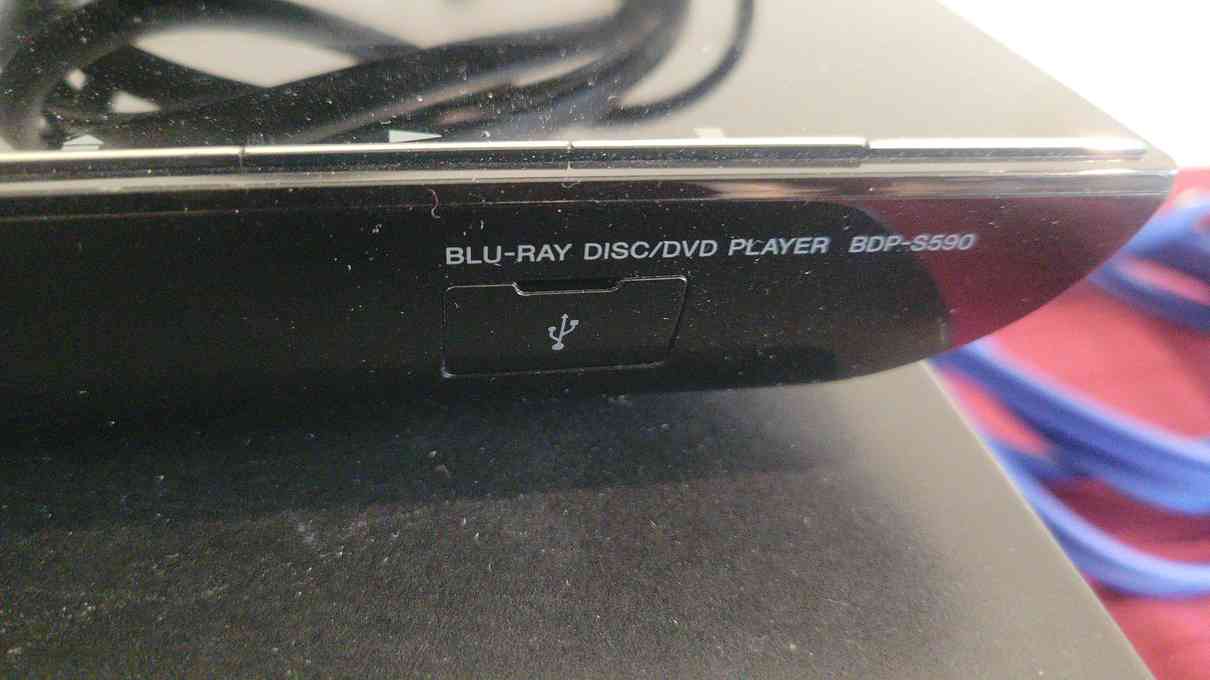 BLU-RAY DISC/DVD PLAYER BDP-S590